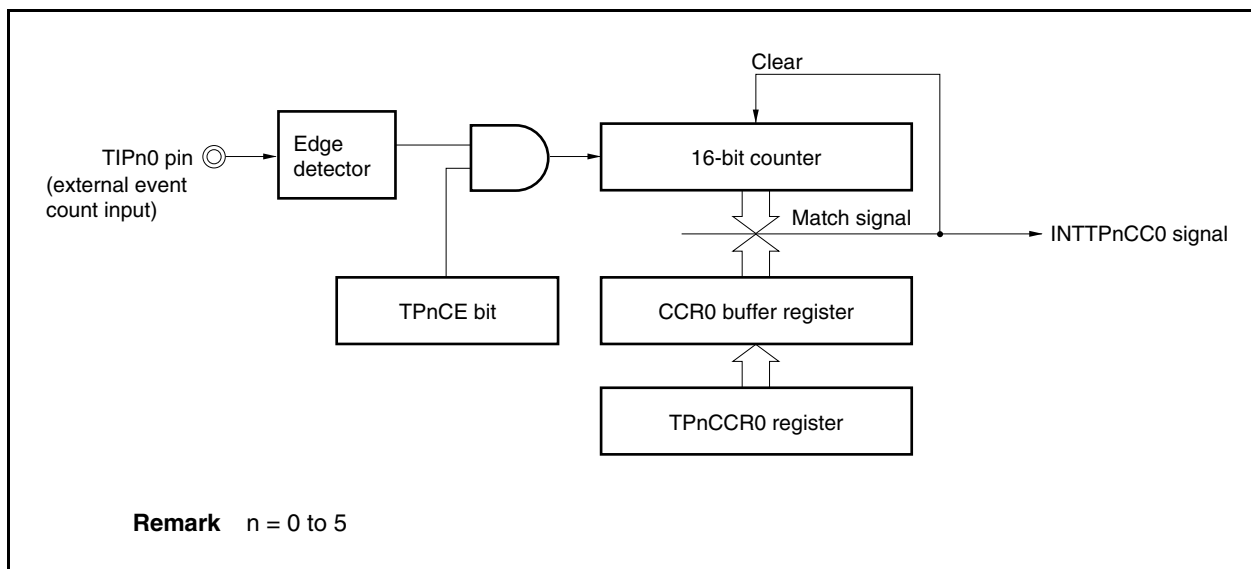 Clear
Edge
detector
16-bit counter
TIPn0 pin
(external event
count input)
Match signal
INTTPnCC0 signal
TPnCE bit
CCR0 buffer register
TPnCCR0 register
Remark n = 0 to 5